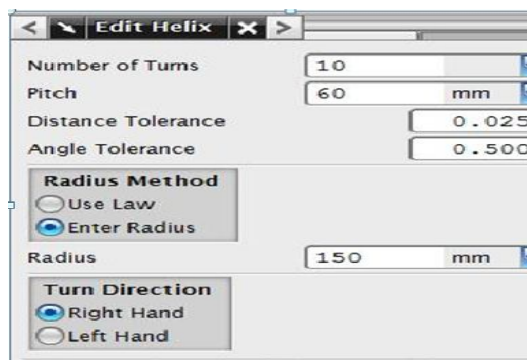 Edit Helix
Number of Turns 10
Pitch 60 mm
Distance Tolerance 0.025
Angle Tolerance 0.500
Radius Method
Use Law
Enter Radius
Radius 150 mm
Turn Direction
Right Hand
Left Hand